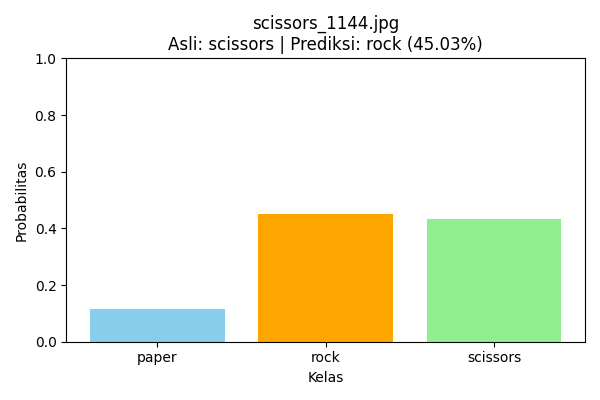 scissors_1144.jpg
Asli: scissors | Prediksi: rock (45.03%)
1.0
0.8
0.6
0.4
0.2
0.0
Probabilitas
paper rock scissors
Kelas